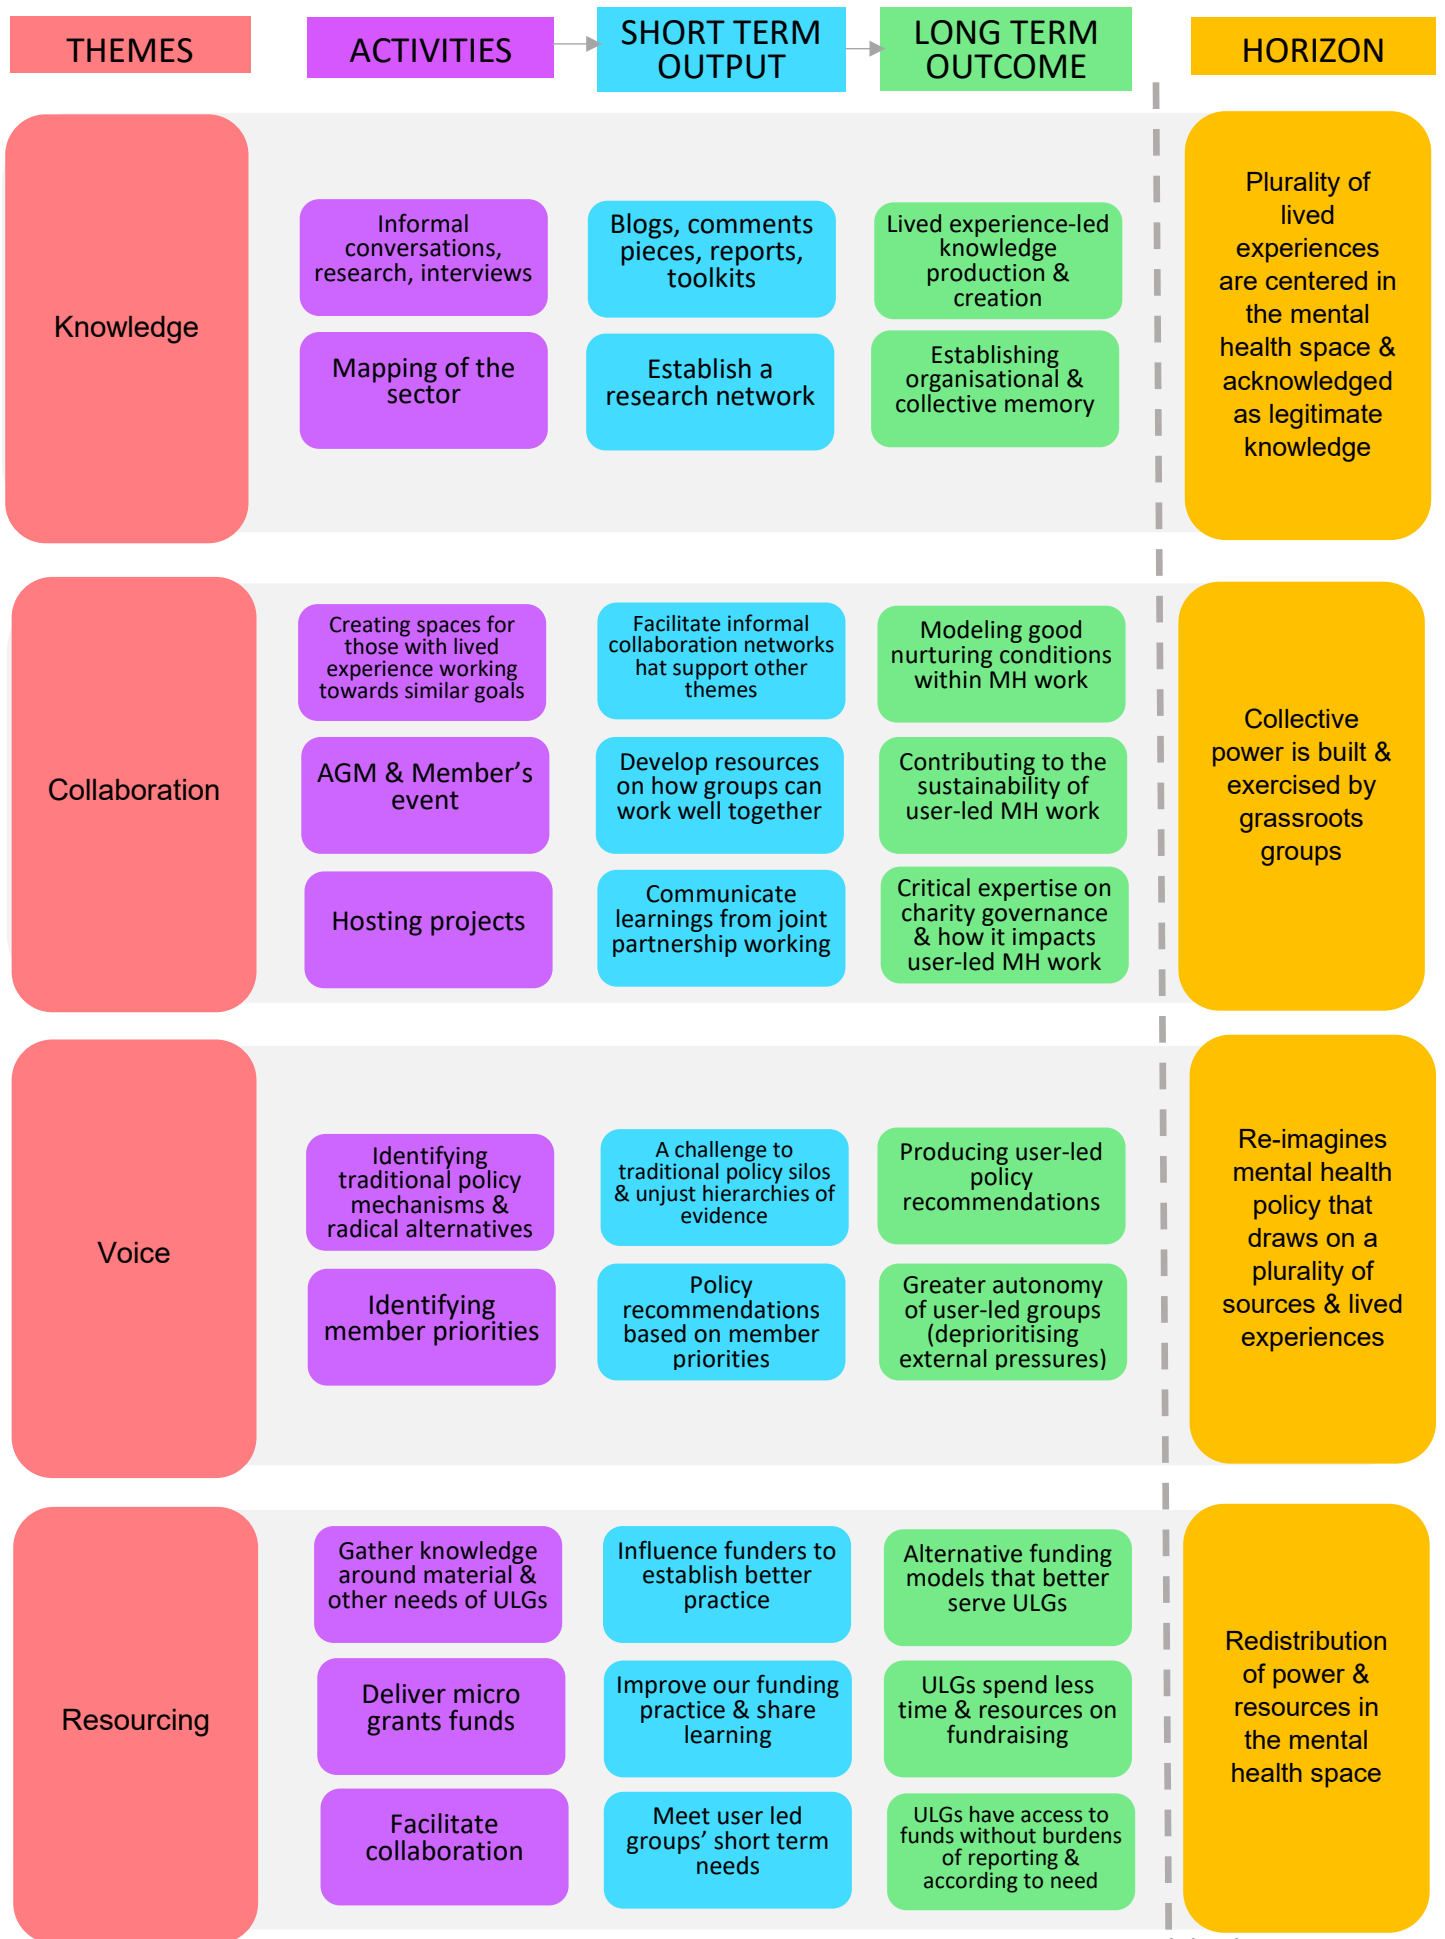 THEMES
ACTIVITIES
SHORT TERM
OUTPUT
LONG TERM
OUTCOME
HORIZON
Knowledge
Informal
conversations,
research, interviews
Blogs, comments
pieces, reports,
toolkits
Lived experience-led
knowledge
production &
creation
Mapping of the
sector
Establish a
research network
Establishing
organisational &
collective memory
Plurality of
lived
experiences
are centered in
the mental
health space &
acknowledged
as legitimate
knowledge
Collaboration
Creating spaces for
those with lived
experience working
towards similar goals
Facilitate informal
collaboration networks
hat support other
themes
Modeling good
nurturing conditions
within MH work
AGM & Member’s
event
Develop resources
on how groups can
work well together
Contributing to the
sustainability of
user-led MH work
Hosting projects
Communicate
learnings from joint
partnership working
Critical expertise on
charity governance
& how it impacts
user-led MH work
Collective
power is built &
exercised by
grassroots
groups
Voice
Identifying
traditional policy
mechanisms &
radical alternatives
A challenge to
traditional policy silos
& unjust hierarchies of
evidence
Producing user-led
policy
recommendations
Identifying
member priorities
Policy
recommendations
based on member
priorities
Greater autonomy
of user-led groups
(deprioritising
external pressures)
Re-imagines
mental health
policy that
draws on a
plurality of
sources & lived
experiences
Resourcing
Gather knowledge
around material &
other needs of ULGs
Influence funders to
establish better
practice
Alternative funding
models that better
serve ULGs
Deliver micro
grants funds
Improve our funding
practice & share
learning
ULGs spend less
time & resources on
fundraising
Facilitate
collaboration
Meet user led
groups’ short term
needs
ULGs have access to
funds without burdens
of reporting &
according to need
Redistribution
of power &
resources in
the mental
health space